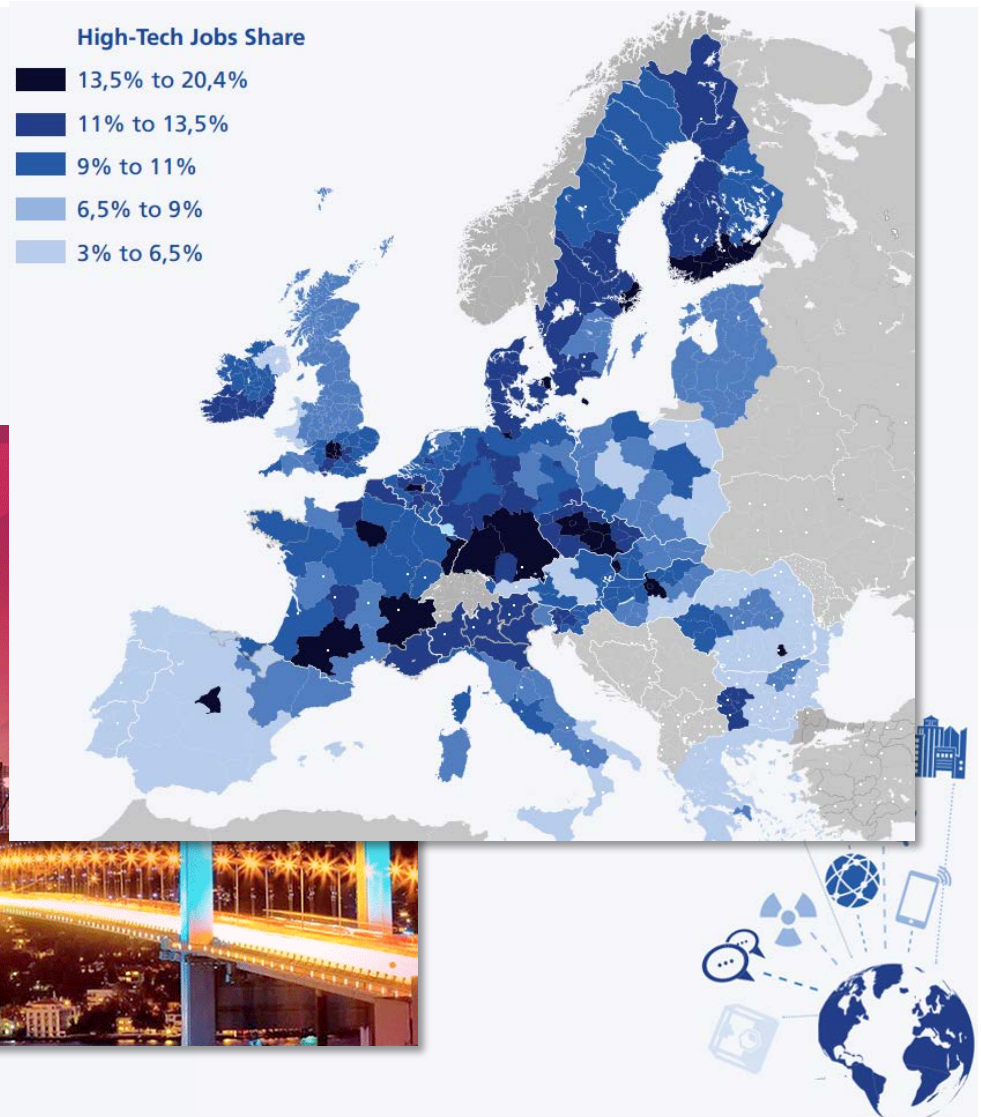 High-Tech Jobs Share
13,5% to 20,4%
11% to 13,5%
9% to 11%
6,5% to 9%
3% to 6,5%